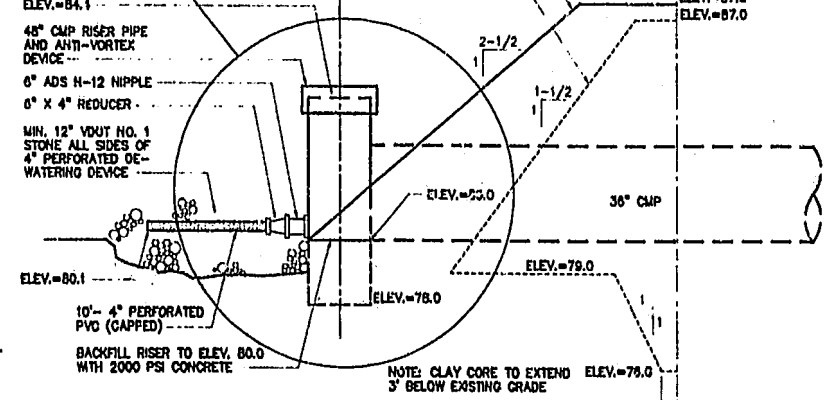 ELEV.=84.1
48" CMP RISER PIPE
AND ANTI-VORTEX
DEVICE
6" ADS N-12 NIPPLE
6" X 4" REDUCER
MIN. 12" VDOT NO. 1
STONE ALL SIDES OF
4" PERFORATED DE-
WATERING DEVICE
ELEV.=80.1
10'- 4" PERFORATED
PVC (CAPPED)
BACKFILL RISER TO ELEV. 80.0
WITH 2000 PSI CONCRETE
2-1/2
1
1-1/2
1
ELEV.=87.0
36" CMP
ELEV.=80.0
ELEV.=79.0
ELEV.=78.0
1
1
NOTE: CLAY CORE TO EXTEND
3' BELOW EXISTING GRADE
ELEV.=76.0